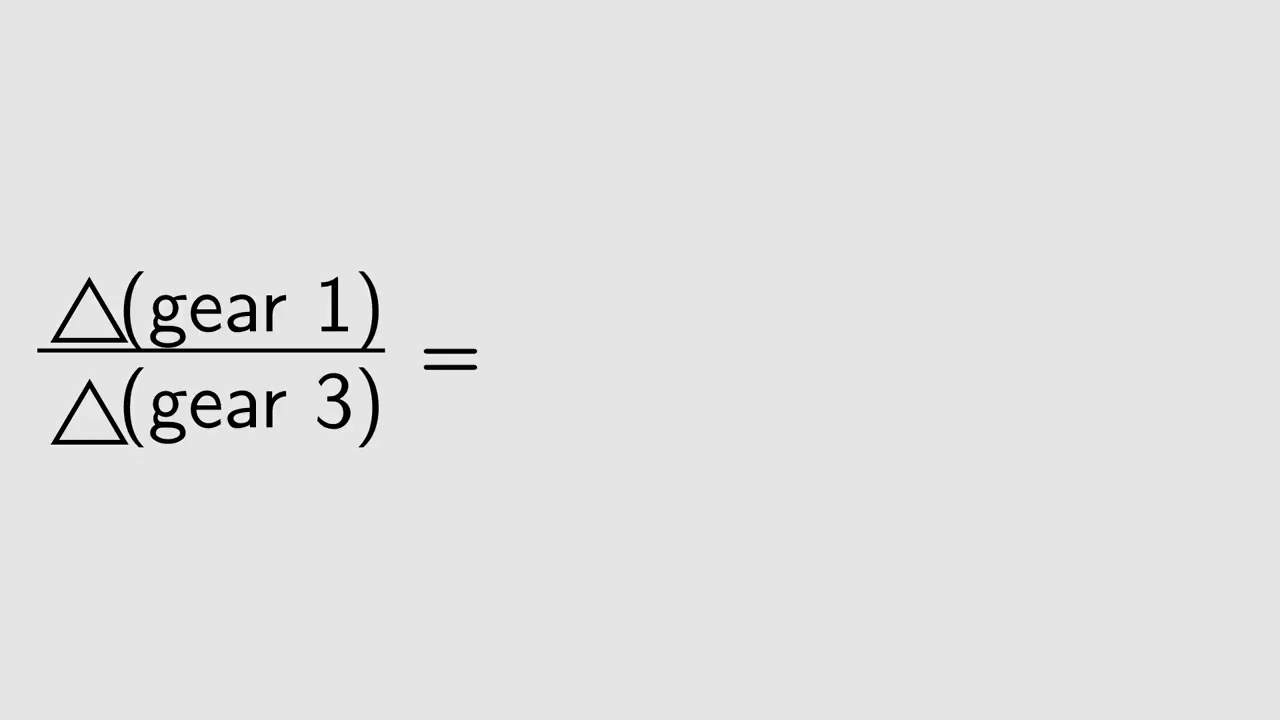 △(gear 1)
△(gear 3)
=